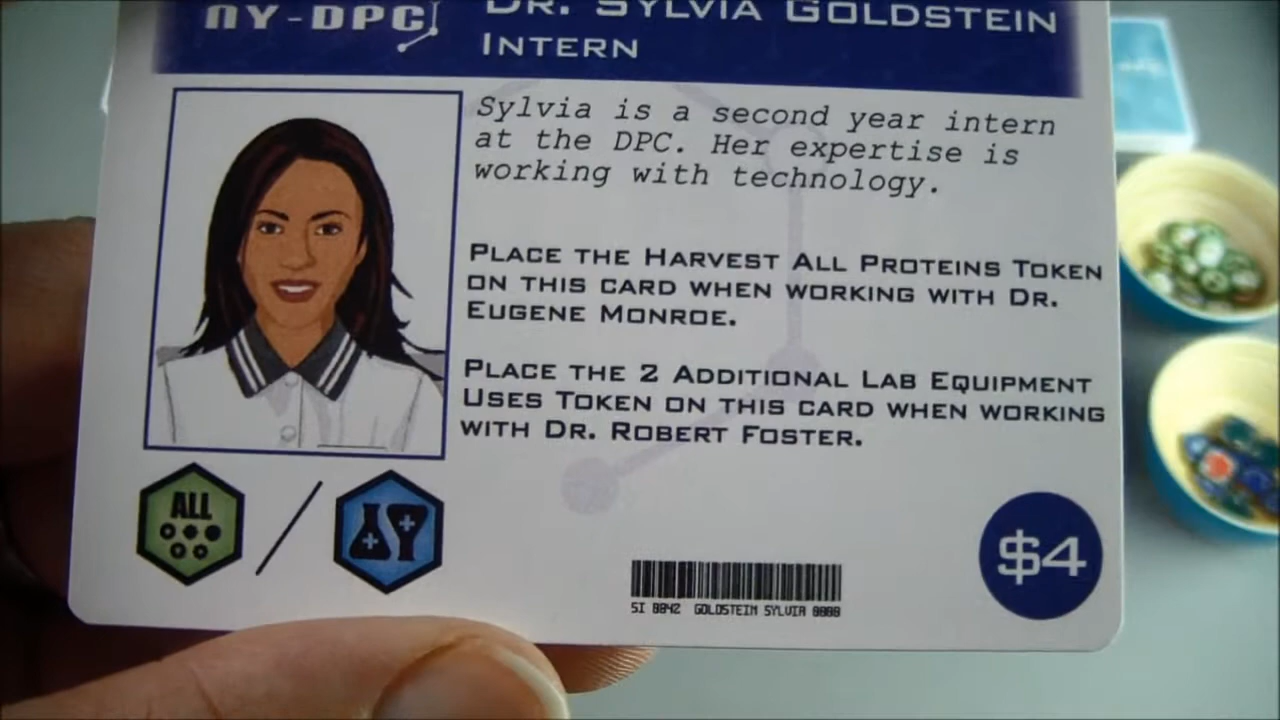 NY-DPC
DR. SYLVIA GOLDSTEIN
INTERN
Sylvia is a second year intern
at the DPC. Her expertise is
working with technology.
PLACE THE HARVEST ALL PROTEINS TOKEN
ON THIS CARD WHEN WORKING WITH DR.
EUGENE MONROE.
PLACE THE 2 ADDITIONAL LAB EQUIPMENT
USES TOKEN ON THIS CARD WHEN WORKING
WITH DR. ROBERT FOSTER.
ALL
$4
SI 0042 GOLDSTEIN SYLVIA 0000